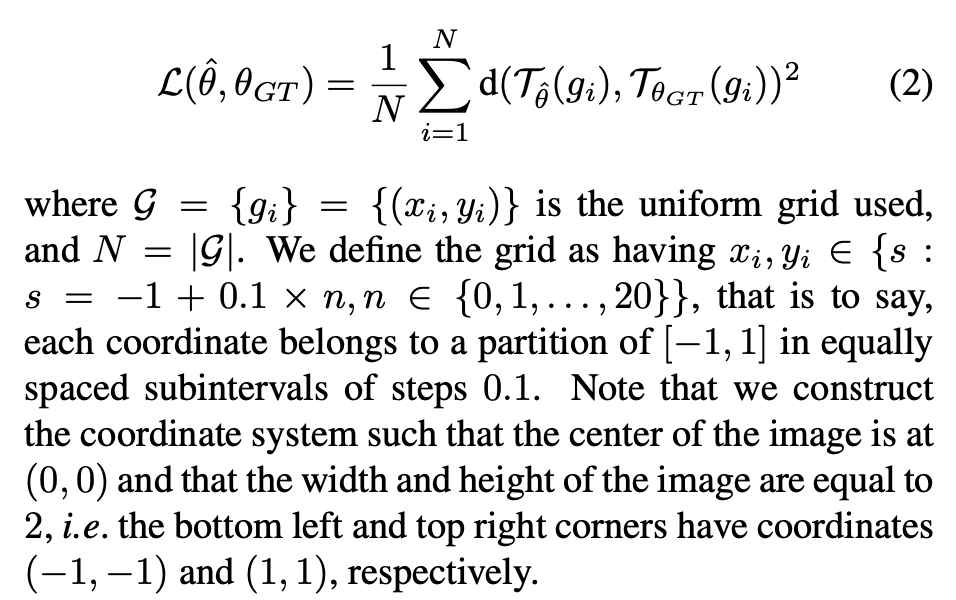 $$\mathcal{L}(\hat{\theta}, \theta_{GT}) = \frac{1}{N} \sum_{i=1}^{N} \mathrm{d}(\mathcal{T}_{\hat{\theta}}(g_i), \mathcal{T}_{\theta_{GT}}(g_i))^2 \quad (2)$$
where $\mathcal{G} = \{g_i\} = \{(x_i, y_i)\}$ is the uniform grid used,
and $N = |\mathcal{G}|$. We define the grid as having $x_i, y_i \in \{s :$
$s = -1 + 0.1 \times n, n \in \{0, 1, \ldots, 20\}\}$, that is to say,
each coordinate belongs to a partition of $[-1, 1]$ in equally
spaced subintervals of steps $0.1$. Note that we construct
the coordinate system such that the center of the image is at
$(0, 0)$ and that the width and height of the image are equal to
2, i.e. the bottom left and top right corners have coordinates
$(-1, -1)$ and $(1, 1)$, respectively.